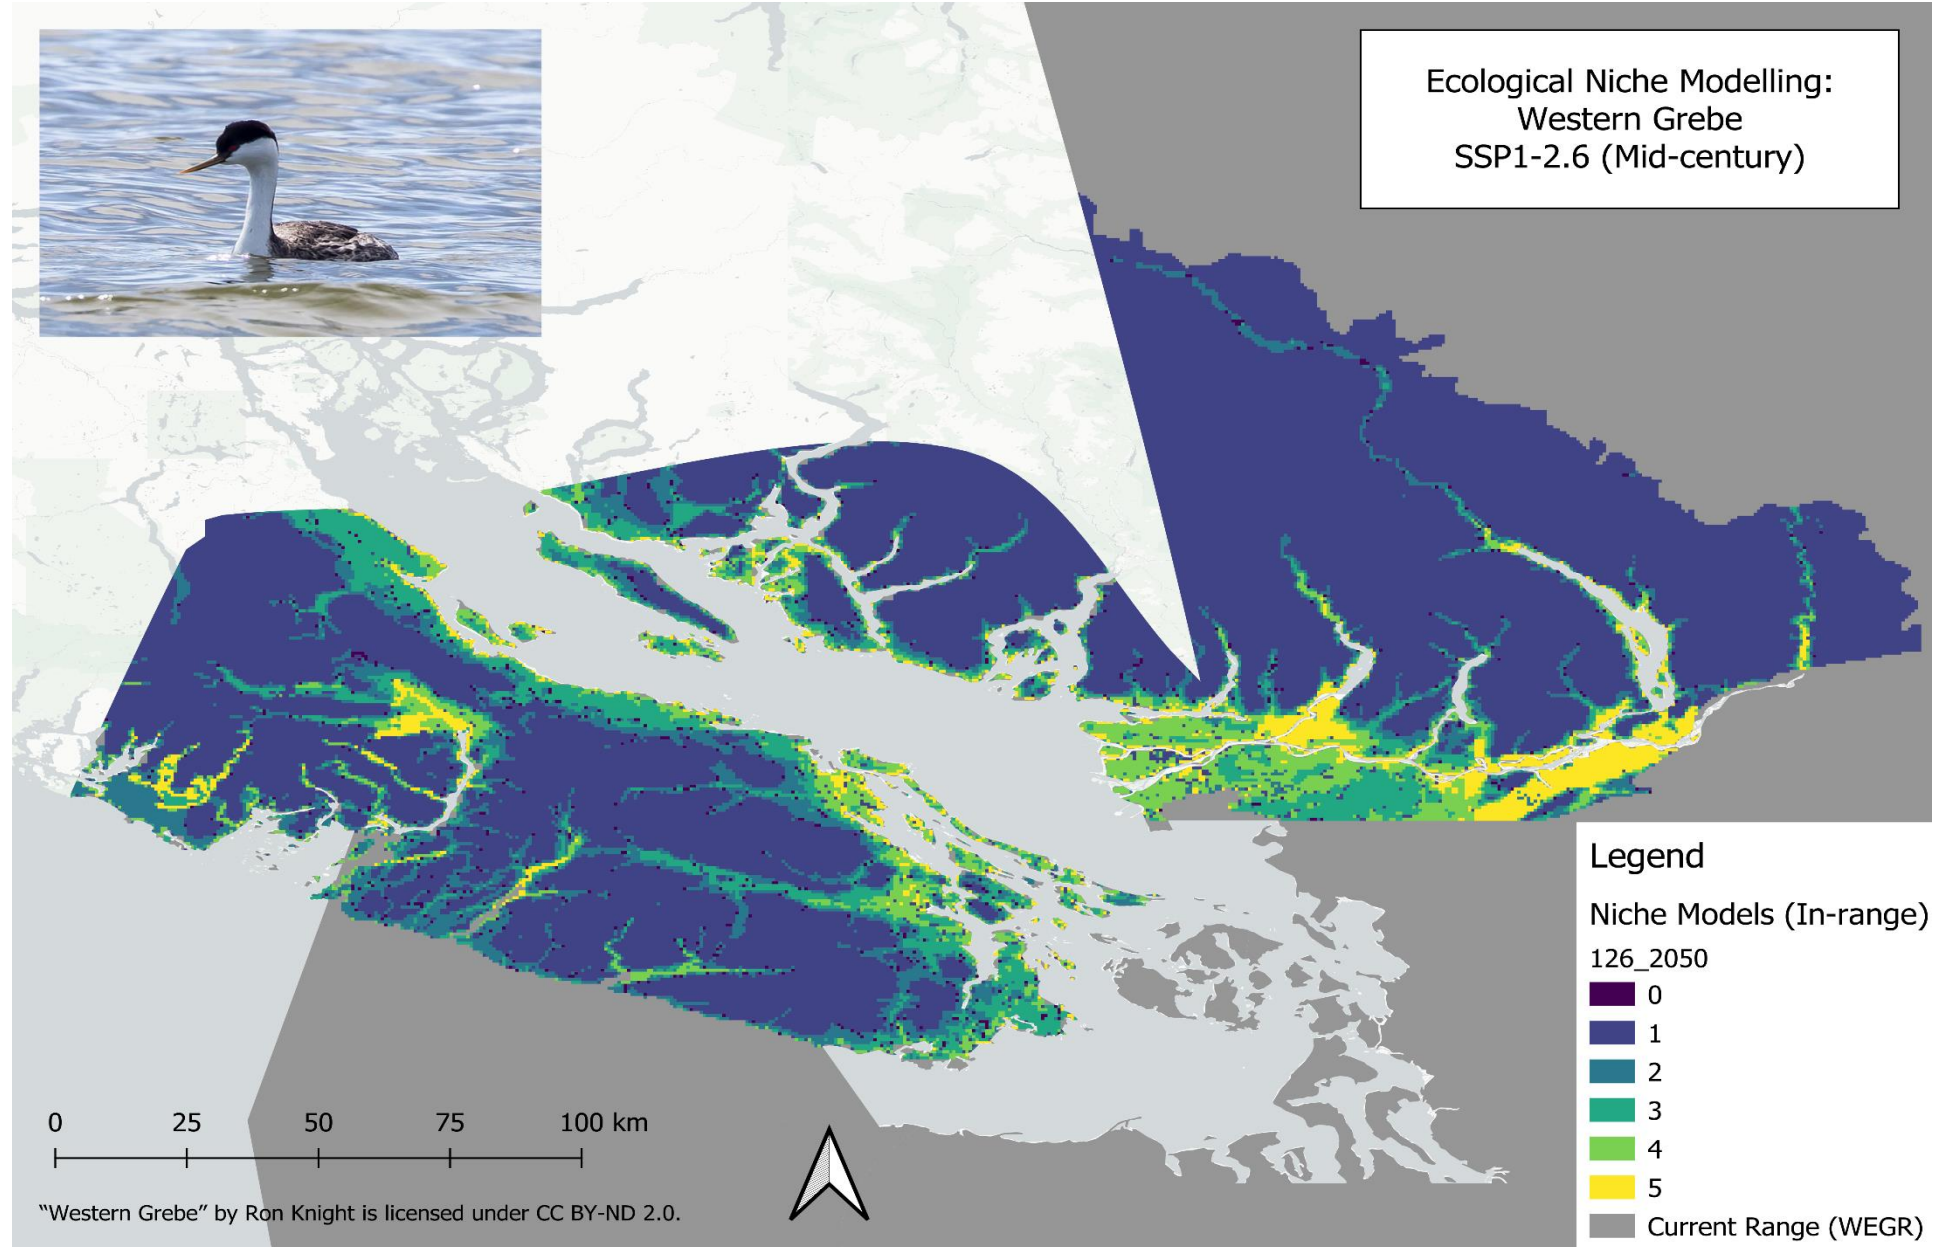 Ecological Niche Modelling:
Western Grebe
SSP1-2.6 (Mid-century)
Legend
Niche Models (In-range)
126_2050
0
1
2
3
4
5
Current Range (WEGR)
0 25 50 75 100 km
“Western Grebe” by Ron Knight is licensed under CC BY-ND 2.0.